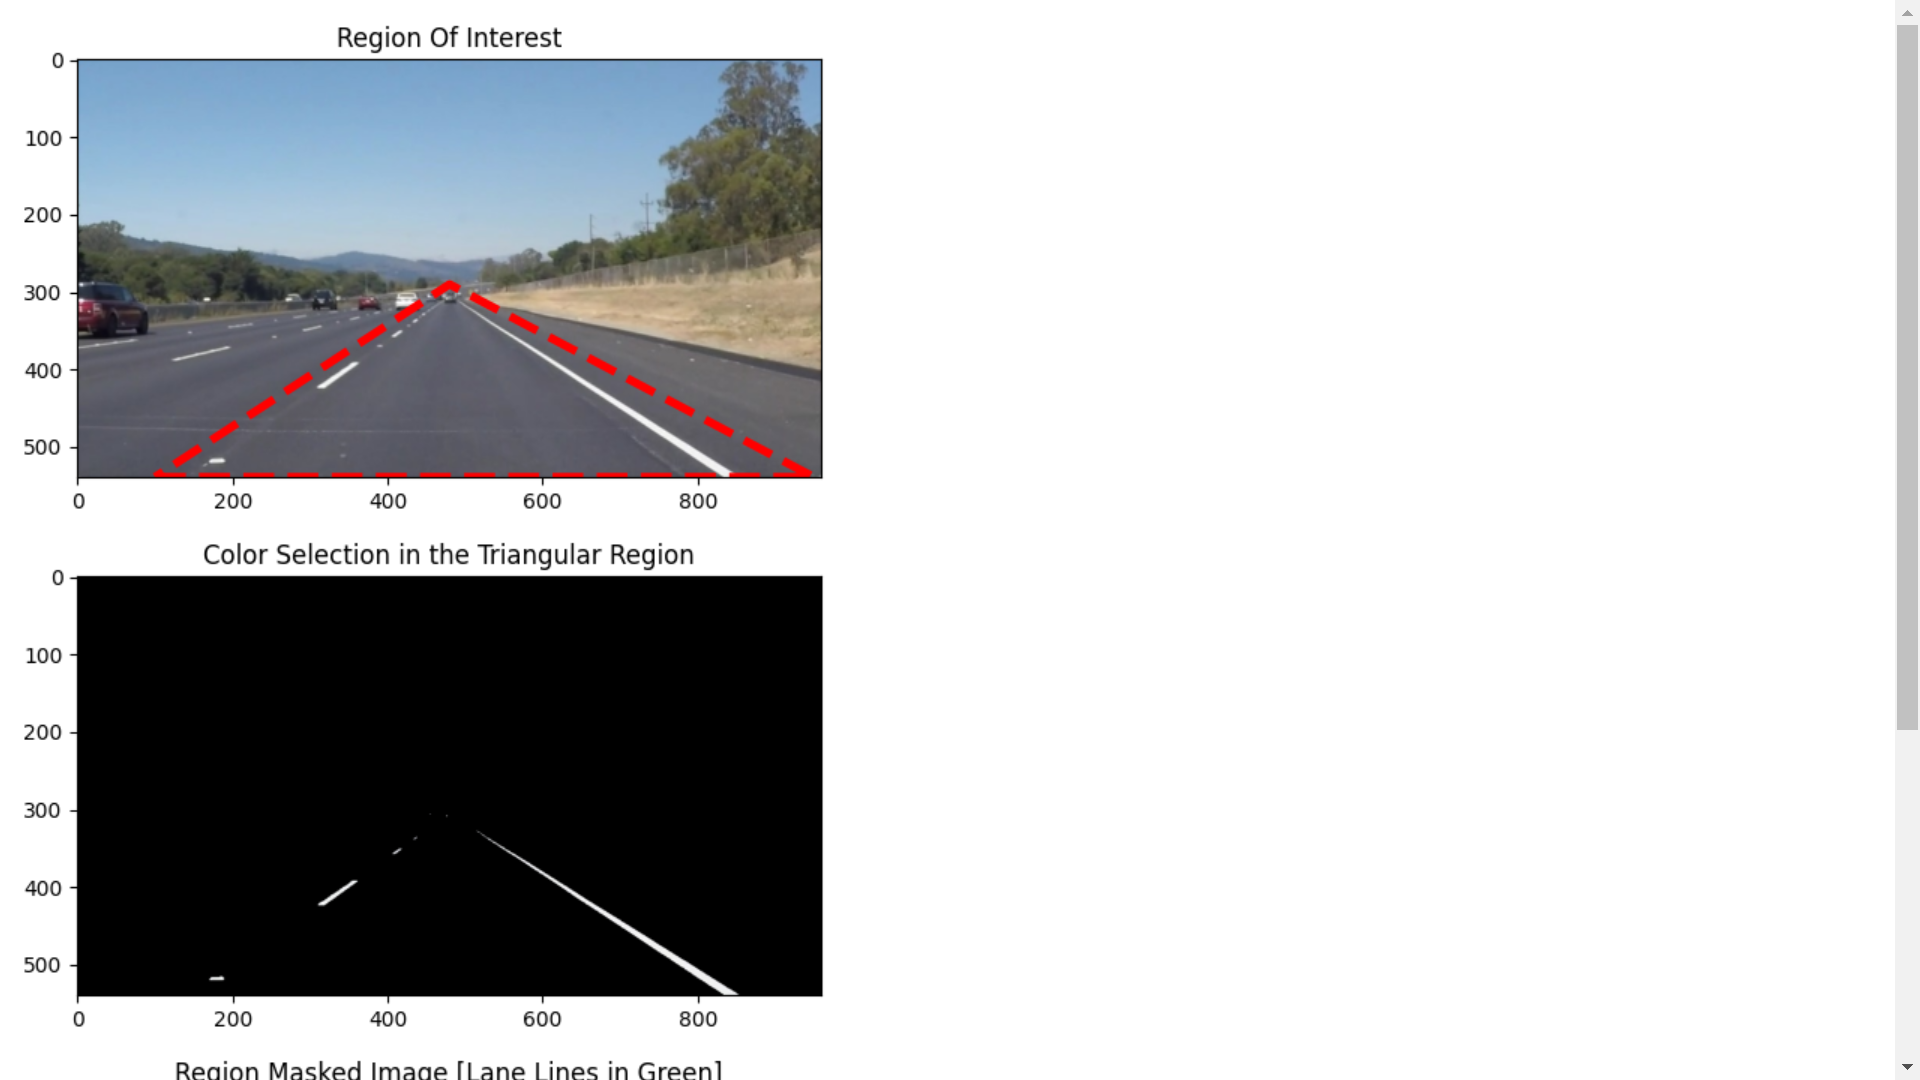 Region Of Interest
0
100
200
300
400
500
0 200 400 600 800
Color Selection in the Triangular Region
0
100
200
300
400
500
0 200 400 600 800
Region Masked Image [Lane Lines in Green]